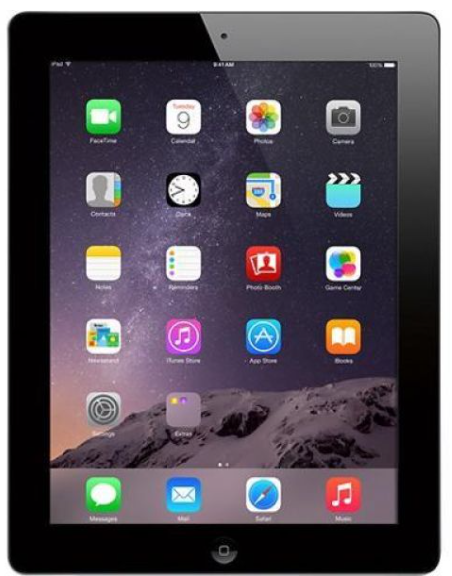 iPad 9:41 AM 100%
Tuesday
9
FaceTime Calendar Photos Camera
280
Contacts Clock Maps Videos
Notes Reminders Photo Booth Game Center
Newsstand iTunes Store App Store iBooks
Settings Extras
Messages Mail Safari Music